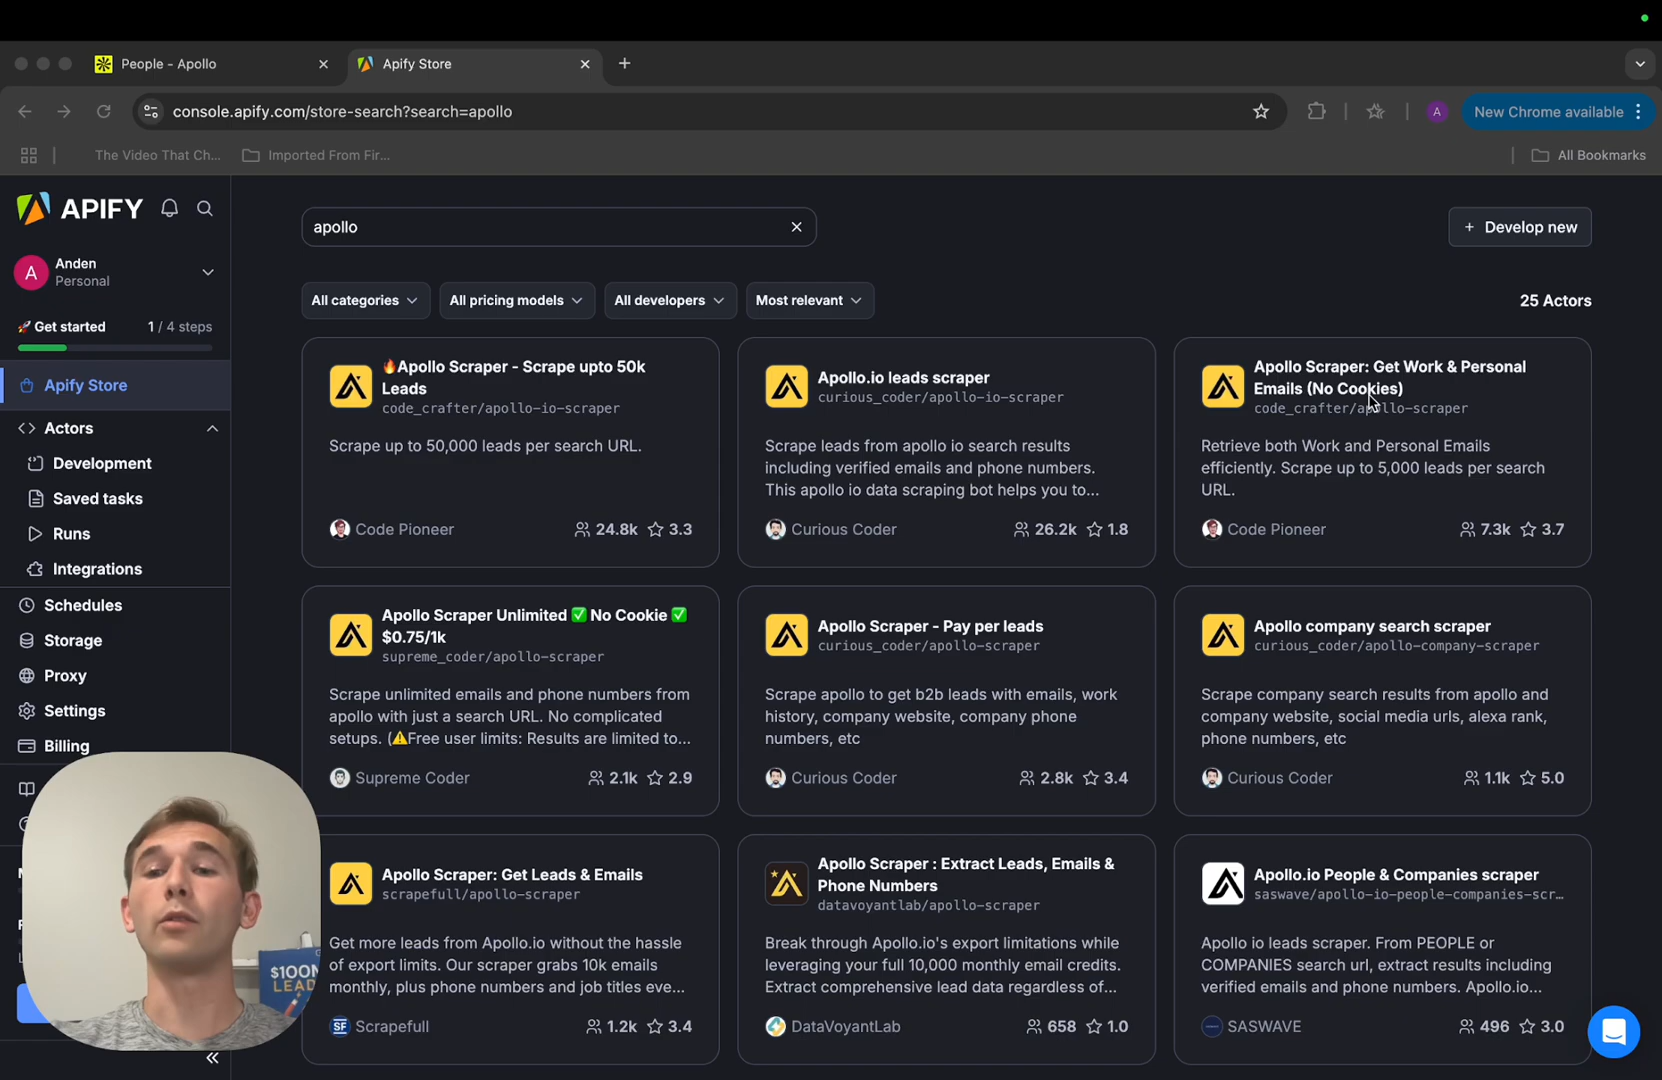 People - Apollo
Apify Store
console.apify.com/store-search?search=apollo
A
New Chrome available
The Video That Ch...
Imported From Fir...
All Bookmarks
APIFY
apollo
+ Develop new
A
Anden
Personal
All categories
All pricing models
All developers
Most relevant
25 Actors
🚀 Get started
1 / 4 steps
Apify Store
Actors
Development
Saved tasks
Runs
Integrations
Schedules
Storage
Proxy
Settings
Billing
🔥Apollo Scraper - Scrape upto 50k
Leads
code_crafter/apollo-io-scraper
Scrape up to 50,000 leads per search URL.
Code Pioneer
24.8k
3.3
Apollo.io leads scraper
curious_coder/apollo-io-scraper
Scrape leads from apollo io search results
including verified emails and phone numbers.
This apollo io data scraping bot helps you to...
Curious Coder
26.2k
1.8
Apollo Scraper: Get Work & Personal
Emails (No Cookies)
code_crafter/apollo-scraper
Retrieve both Work and Personal Emails
efficiently. Scrape up to 5,000 leads per search
URL.
Code Pioneer
7.3k
3.7
Apollo Scraper Unlimited ✅ No Cookie ✅
$0.75/1k
supreme_coder/apollo-scraper
Scrape unlimited emails and phone numbers from
apollo with just a search URL. No complicated
setups. (⚠️Free user limits: Results are limited to...
Supreme Coder
2.1k
2.9
Apollo Scraper - Pay per leads
curious_coder/apollo-scraper
Scrape apollo to get b2b leads with emails, work
history, company website, company phone
numbers, etc
Curious Coder
2.8k
3.4
Apollo company search scraper
curious_coder/apollo-company-scraper
Scrape company search results from apollo and
company website, social media urls, alexa rank,
phone numbers, etc
Curious Coder
1.1k
5.0
Apollo Scraper: Get Leads & Emails
scrapefull/apollo-scraper
Get more leads from Apollo.io without the hassle
of export limits. Our scraper grabs 10k emails
monthly, plus phone numbers and job titles eve...
SF
Scrapefull
1.2k
3.4
Apollo Scraper : Extract Leads, Emails &
Phone Numbers
datavoyantlab/apollo-scraper
Break through Apollo.io's export limitations while
leveraging your full 10,000 monthly email credits.
Extract comprehensive lead data regardless of...
DataVoyantLab
658
1.0
Apollo.io People & Companies scraper
saswave/apollo-io-people-companies-scr...
Apollo io leads scraper. From PEOPLE or
COMPANIES search url, extract results including
verified emails and phone numbers. Apollo.io...
SASWAVE
496
3.0
$100M
LEAD